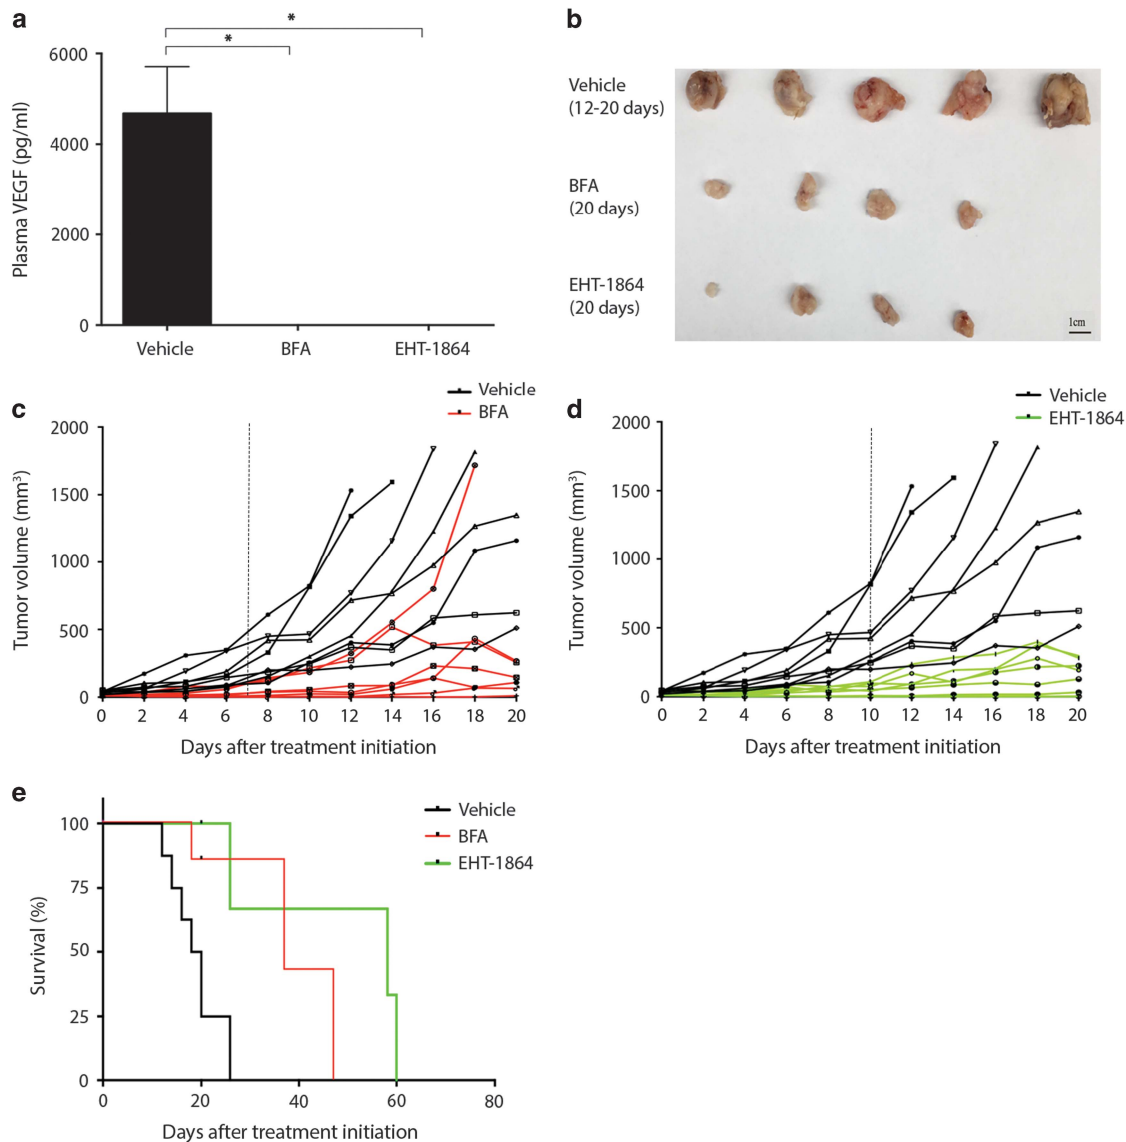 a
*
*
6000
4000
2000
0
Plasma VEGF (pg/ml)
Vehicle BFA EHT-1864
b
Vehicle
(12-20 days)
BFA
(20 days)
EHT-1864
(20 days)
1cm
c
Vehicle
BFA
2000
1500
1000
500
0
Tumor volume (mm³)
0 2 4 6 8 10 12 14 16 18 20
Days after treatment initiation
d
Vehicle
EHT-1864
2000
1500
1000
500
0
Tumor volume (mm³)
0 2 4 6 8 10 12 14 16 18 20
Days after treatment initiation
e
Vehicle
BFA
EHT-1864
100
75
50
25
0
Survival (%)
0 20 40 60 80
Days after treatment initiation